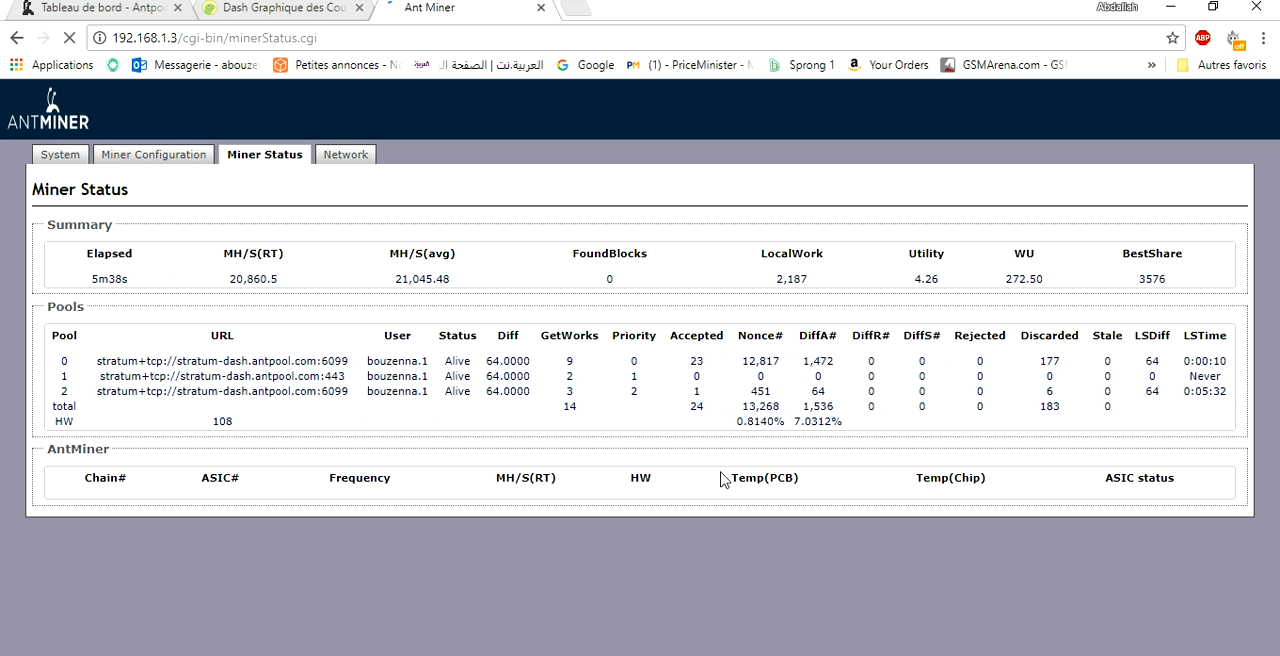 Tableau de bord - Antpo
Dash Graphique des Cou
Ant Miner
Abdallah
192.168.1.3/cgi-bin/minerStatus.cgi
ABP
off
Applications
Messagerie - abouze
Petites annonces - N
العربية.نت | الصفحة ال
Google
PM (1) - PriceMinister - N
Sprong 1
Your Orders
GSMArena.com - GS
»
Autres favoris
ANTMINER
System
Miner Configuration
Miner Status
Network
Miner Status
Summary
Elapsed MH/S(RT) MH/S(avg) FoundBlocks LocalWork Utility WU BestShare
5m38s 20,860.5 21,045.48 0 2,187 4.26 272.50 3576
Pools
Pool URL User Status Diff GetWorks Priority Accepted Nonce# DiffA# DiffR# DiffS# Rejected Discarded Stale LSDiff LSTime
0 stratum+tcp://stratum-dash.antpool.com:6099 bouzenna.1 Alive 64.0000 9 0 23 12,817 1,472 0 0 0 177 0 64 0:00:10
1 stratum+tcp://stratum-dash.antpool.com:443 bouzenna.1 Alive 64.0000 2 1 0 0 0 0 0 0 0 0 0 Never
2 stratum+tcp://stratum-dash.antpool.com:6099 bouzenna.1 Alive 64.0000 3 2 1 451 64 0 0 0 6 0 64 0:05:32
total 14 24 13,268 1,536 0 0 0 183 0
HW 108 0.8140% 7.0312%
AntMiner
Chain# ASIC# Frequency MH/S(RT) HW Temp(PCB) Temp(Chip) ASIC status